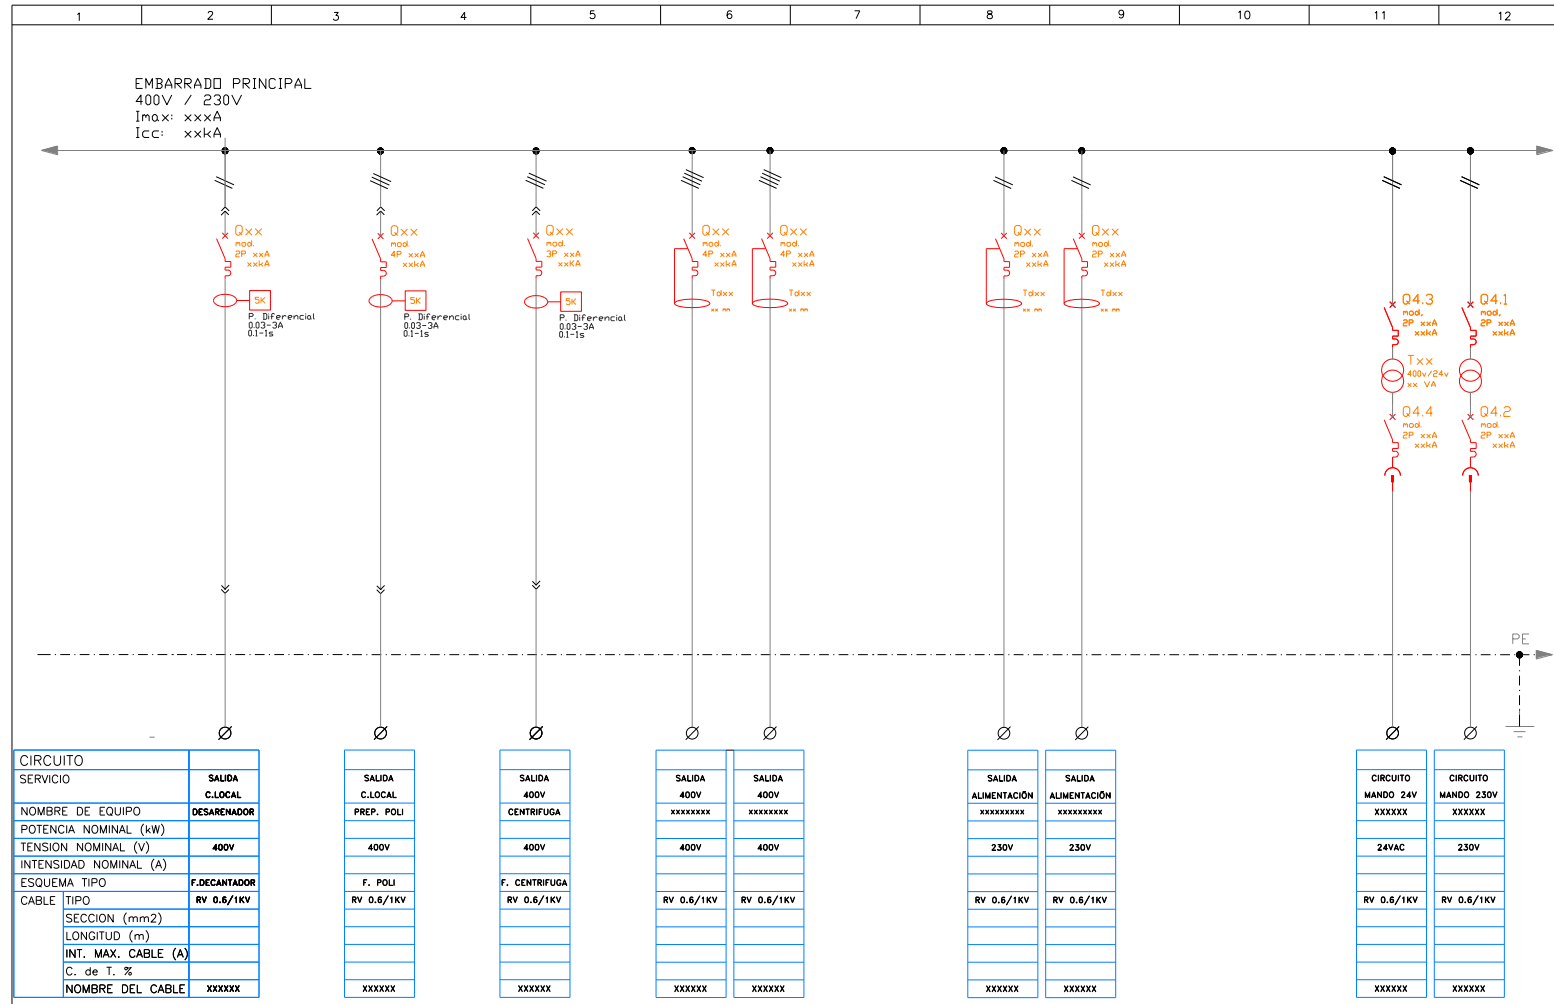 1 2 3 4 5 6 7 8 9 10 11 12
EMBARRADO PRINCIPAL
400V / 230V
Imax: xxxA
Icc: xxkA
Qxx
mod.
2P xxA
xxkA
5K
P. Diferencial
0.03-3A
0.1-1s
Qxx
mod.
4P xxA
xxkA
5K
P. Diferencial
0.03-3A
0.1-1s
Qxx
mod.
3P xxA
xxKA
5K
P. Diferencial
0.03-3A
0.1-1s
Qxx
mod.
4P xxA
xxkA
Tdxx
xx mm
Qxx
mod.
4P xxA
xxkA
Tdxx
xx mm
Qxx
mod.
2P xxA
xxkA
Tdxx
xx mm
Qxx
mod.
2P xxA
xxkA
Tdxx
xx mm
Q4.3
mod.
2P xxA
xxkA
Txx
400v/24v
xx VA
Q4.4
mod.
2P xxA
xxkA
Q4.1
mod.
2P xxA
xxkA
Q4.2
mod.
2P xxA
xxkA
PE
CIRCUITO
SERVICIO SALIDA SALIDA SALIDA SALIDA SALIDA SALIDA SALIDA CIRCUITO CIRCUITO
C.LOCAL C.LOCAL 400V 400V 400V ALIMENTACIÓN ALIMENTACIÓN MANDO 24V MANDO 230V
NOMBRE DE EQUIPO DESARENADOR PREP. POLI CENTRIFUGA xxxxxxxx xxxxxxxx xxxxxxxxx xxxxxxxxx XXXXXX XXXXXX
POTENCIA NOMINAL (kW)
TENSION NOMINAL (V) 400V 400V 400V 400V 400V 230V 230V 24VAC 230V
INTENSIDAD NOMINAL (A)
ESQUEMA TIPO F.DECANTADOR F. POLI F. CENTRIFUGA
CABLE TIPO RV 0.6/1KV RV 0.6/1KV RV 0.6/1KV RV 0.6/1KV RV 0.6/1KV RV 0.6/1KV RV 0.6/1KV RV 0.6/1KV RV 0.6/1KV
SECCION (mm2)
LONGITUD (m)
INT. MAX. CABLE (A)
C. de T. %
NOMBRE DEL CABLE XXXXXX XXXXXX XXXXXX XXXXXX XXXXXX XXXXXX XXXXXX XXXXXX XXXXXX